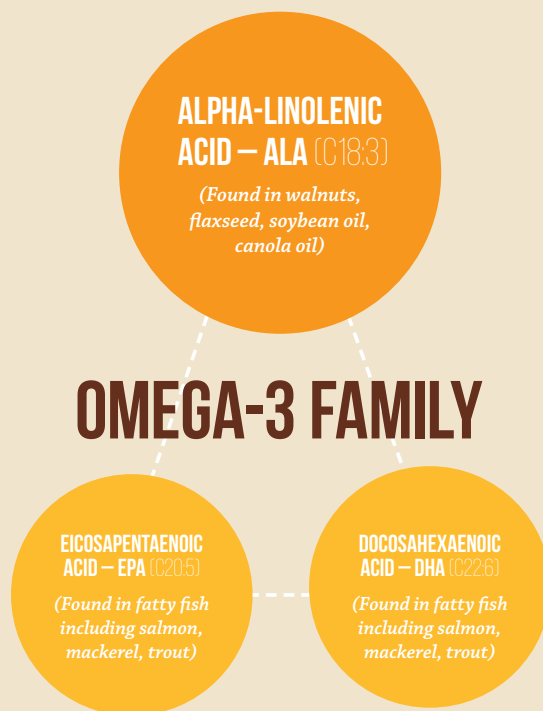 ALPHA-LINOLENIC
ACID – ALA (C18:3)
(Found in walnuts,
flaxseed, soybean oil,
canola oil)
OMEGA-3 FAMILY
EICOSAPENTAENOIC
ACID – EPA (C20:5)
(Found in fatty fish
including salmon,
mackerel, trout)
DOCOSAHEXAENOIC
ACID – DHA (C22:6)
(Found in fatty fish
including salmon,
mackerel, trout)